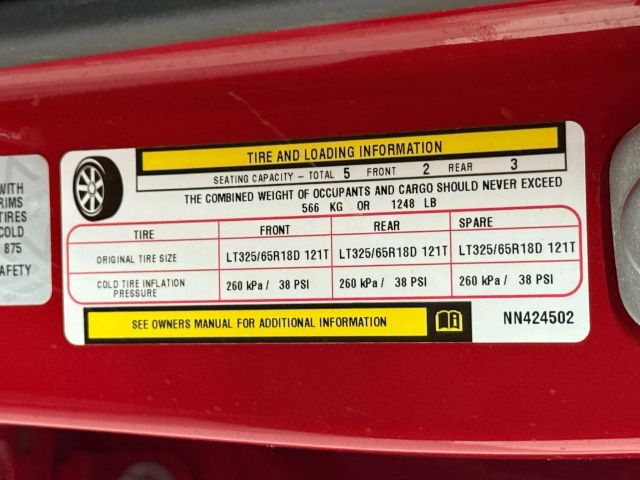 WITH
RIMS
TIRES
COLD
875
SAFETY
TIRE AND LOADING INFORMATION
SEATING CAPACITY - TOTAL 5 FRONT 2 REAR 3
THE COMBINED WEIGHT OF OCCUPANTS AND CARGO SHOULD NEVER EXCEED
566 KG OR 1248 LB
TIRE FRONT REAR SPARE
ORIGINAL TIRE SIZE LT325/65R18D 121T LT325/65R18D 121T LT325/65R18D 121T
COLD TIRE INFLATION PRESSURE 260 kPa / 38 PSI 260 kPa / 38 PSI 260 kPa / 38 PSI
SEE OWNERS MANUAL FOR ADDITIONAL INFORMATION NN424502